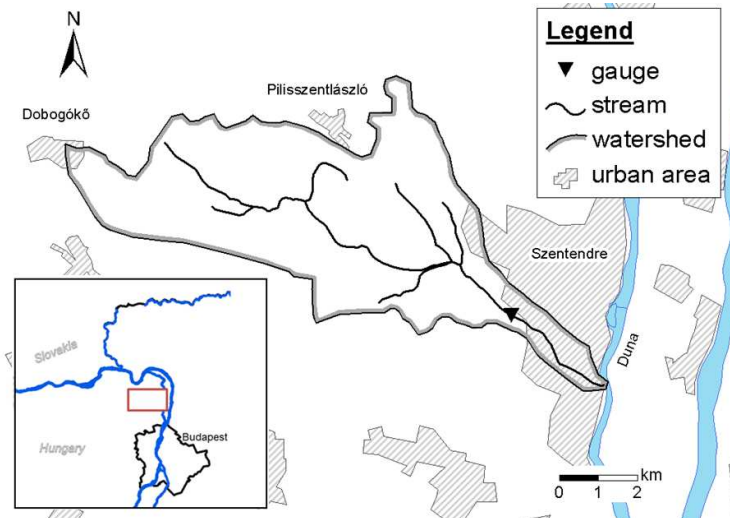 N
Dobogókő
Pilisszentlászló
Legend
gauge
stream
watershed
urban area
Szentendre
Duna
Slovakia
Hungary
Budapest
km
0 1 2